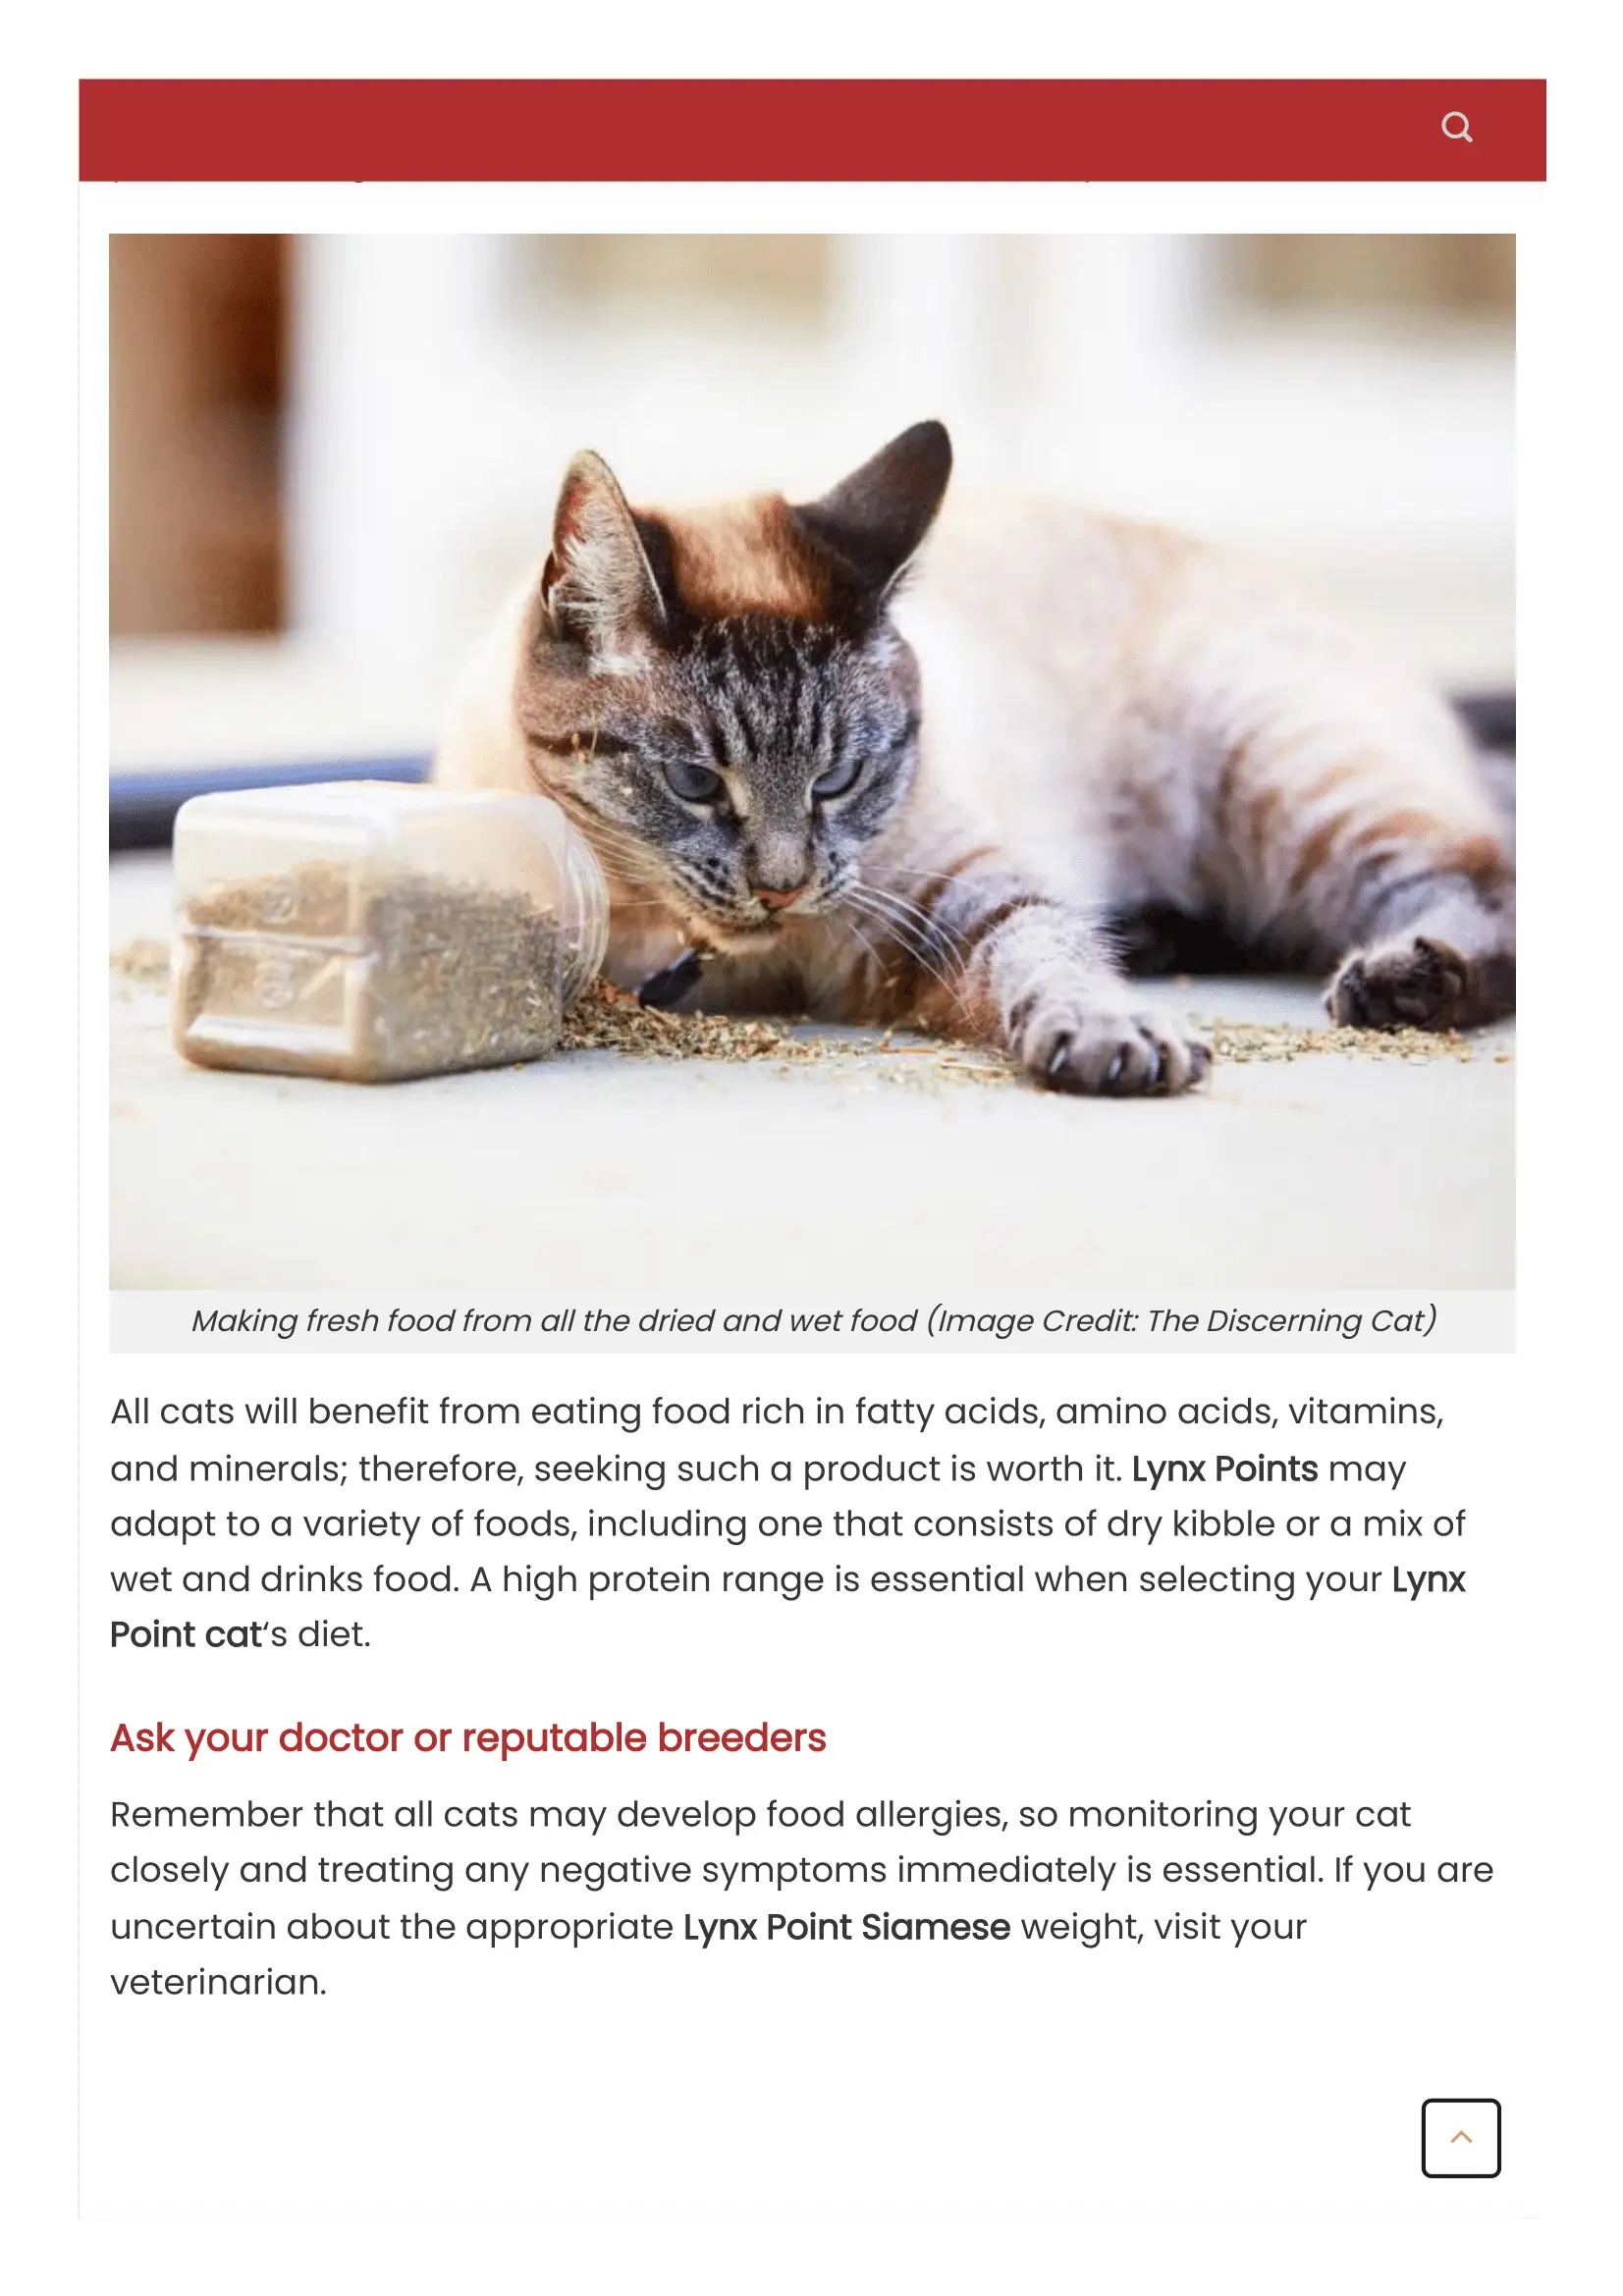 Making fresh food from all the dried and wet food (Image Credit: The Discerning Cat)
All cats will benefit from eating food rich in fatty acids, amino acids, vitamins,
and minerals; therefore, seeking such a product is worth it. Lynx Points may
adapt to a variety of foods, including one that consists of dry kibble or a mix of
wet and drinks food. A high protein range is essential when selecting your Lynx
Point cat‘s diet.
Ask your doctor or reputable breeders
Remember that all cats may develop food allergies, so monitoring your cat
closely and treating any negative symptoms immediately is essential. If you are
uncertain about the appropriate Lynx Point Siamese weight, visit your
veterinarian.